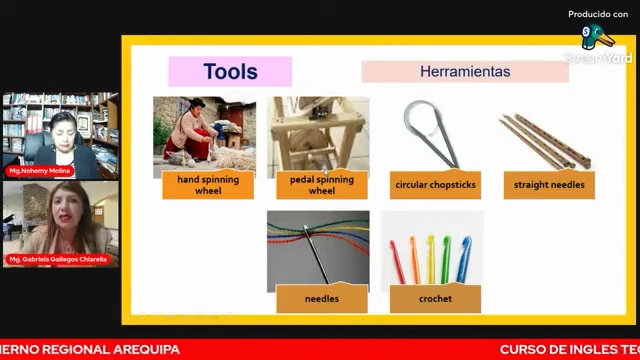 Producido con
StreamYard
Tools
Herramientas
hand spinning
wheel
pedal spinning
wheel
circular chopsticks
straight needles
needles
crochet
Mg.Nohemy Molina
Mg. Gabriela Gallegos Chiarella
IERNO REGIONAL AREQUIPA
CURSO DE INGLES TEC